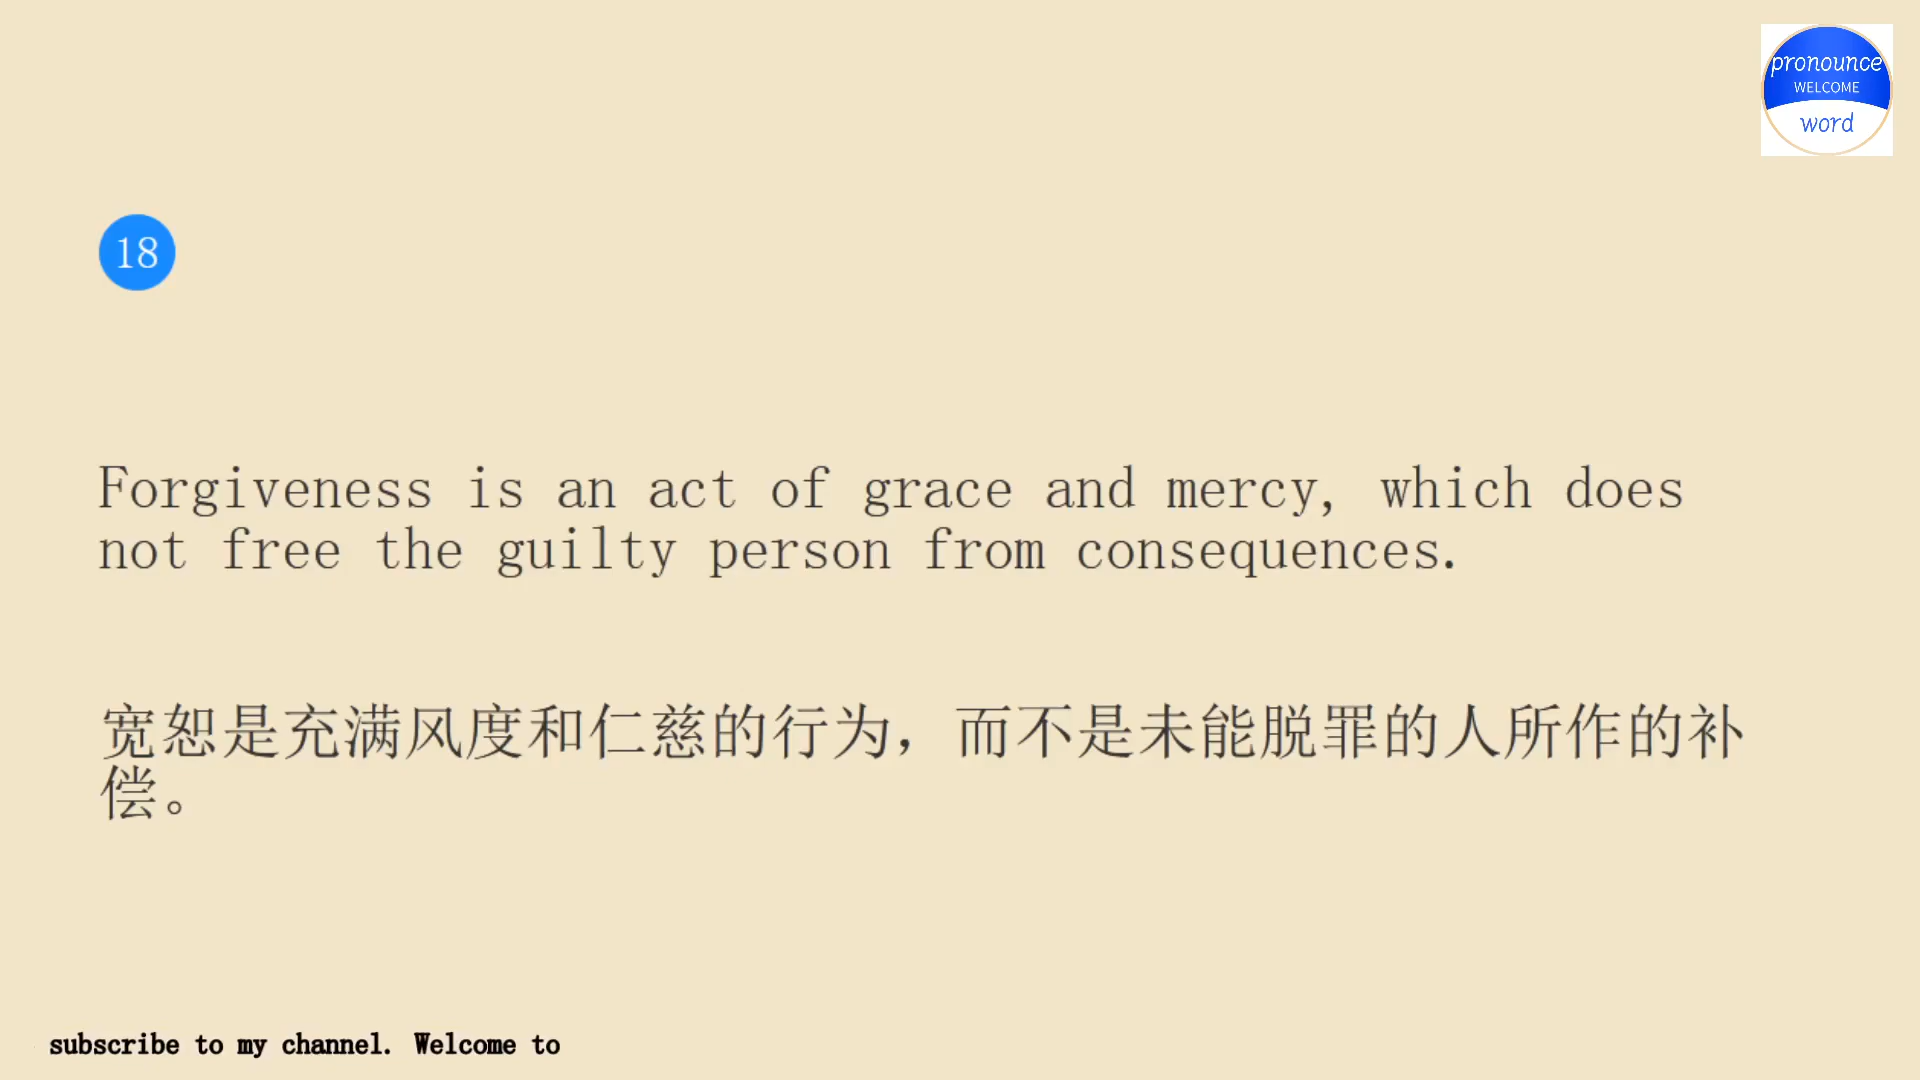 pronounce
WELCOME
word
18
Forgiveness is an act of grace and mercy, which does
not free the guilty person from consequences.
宽恕是充满风度和仁慈的行为，而不是未能脱罪的人所作的补
偿。
subscribe to my channel. Welcome to